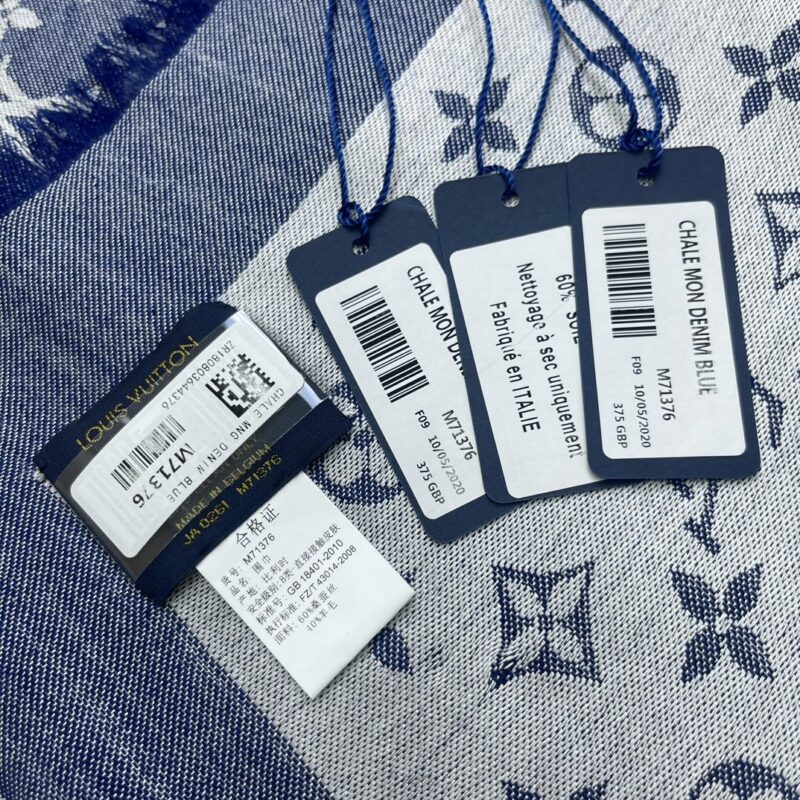 CHALE MON DENIM
M71376
F09 10/05/2020
375 GBP
60% SOIE
Nettoyage à sec uniquement
Fabriqué en ITALIE
CHALE MON DENIM BLUE
M71376
F09 10/05/2020
375 GBP
LOUIS VUITTON
ZR180803644376
CHALE MNG DENIN BLUE
M71376
MADE IN BELGIUM
JA 0261 M71376
合格证
货号: M71376
品名: 围巾
产地: 比利时
安全级别:B类 直接接触皮肤
标准号: GB 18401-2010
执行标准: FZ/T 43014-2008
面料: 60%桑蚕丝
40%羊毛